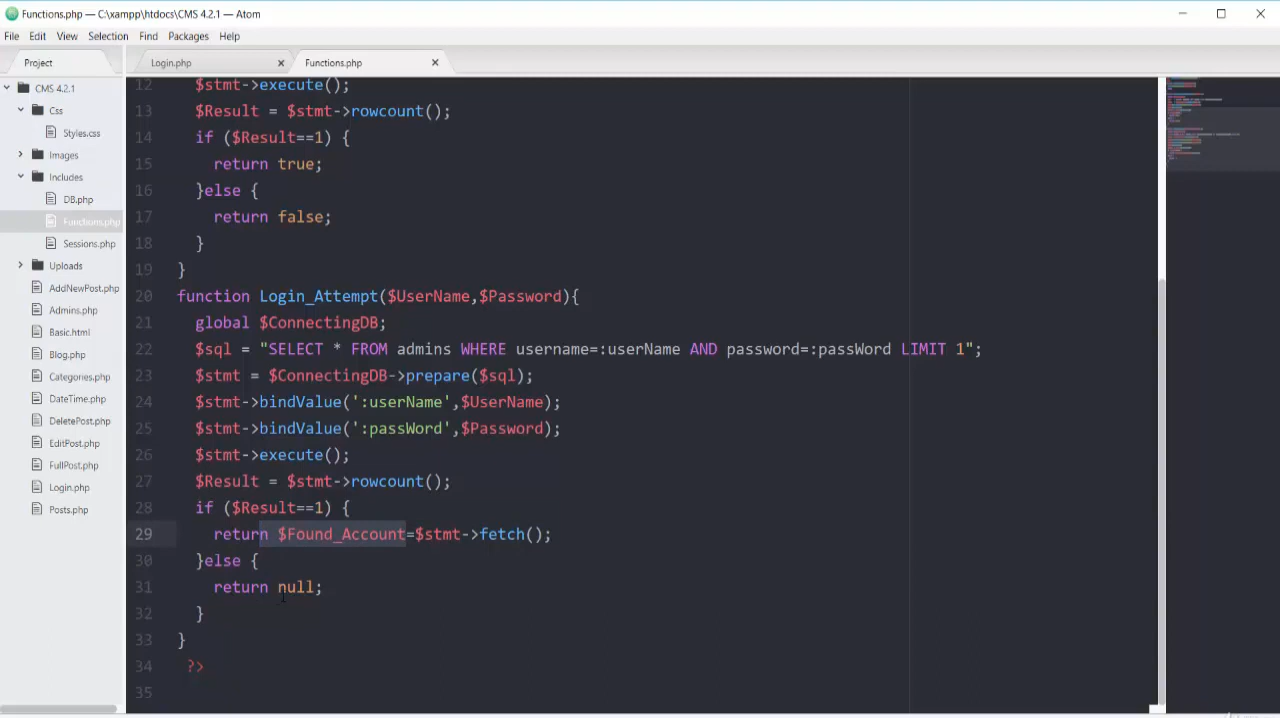 Functions.php — C:\xampp\htdocs\CMS 4.2.1 — Atom
File Edit View Selection Find Packages Help
Project
Login.php
Functions.php
CMS 4.2.1
Css
Styles.css
Images
Includes
DB.php
Functions.php
Sessions.php
Uploads
AddNewPost.php
Admins.php
Basic.html
Blog.php
Categories.php
DateTime.php
DeletePost.php
EditPost.php
FullPost.php
Login.php
Posts.php
12 $stmt->execute();
13 $Result = $stmt->rowcount();
14 if ($Result==1) {
15 return true;
16 }else {
17 return false;
18 }
19 }
20 function Login_Attempt($UserName,$Password){
21 global $ConnectingDB;
22 $sql = "SELECT * FROM admins WHERE username=:userName AND password=:passWord LIMIT 1";
23 $stmt = $ConnectingDB->prepare($sql);
24 $stmt->bindValue(':userName',$UserName);
25 $stmt->bindValue(':passWord',$Password);
26 $stmt->execute();
27 $Result = $stmt->rowcount();
28 if ($Result==1) {
29 return $Found_Account=$stmt->fetch();
30 }else {
31 return null;
32 }
33 }
34 ?>
35